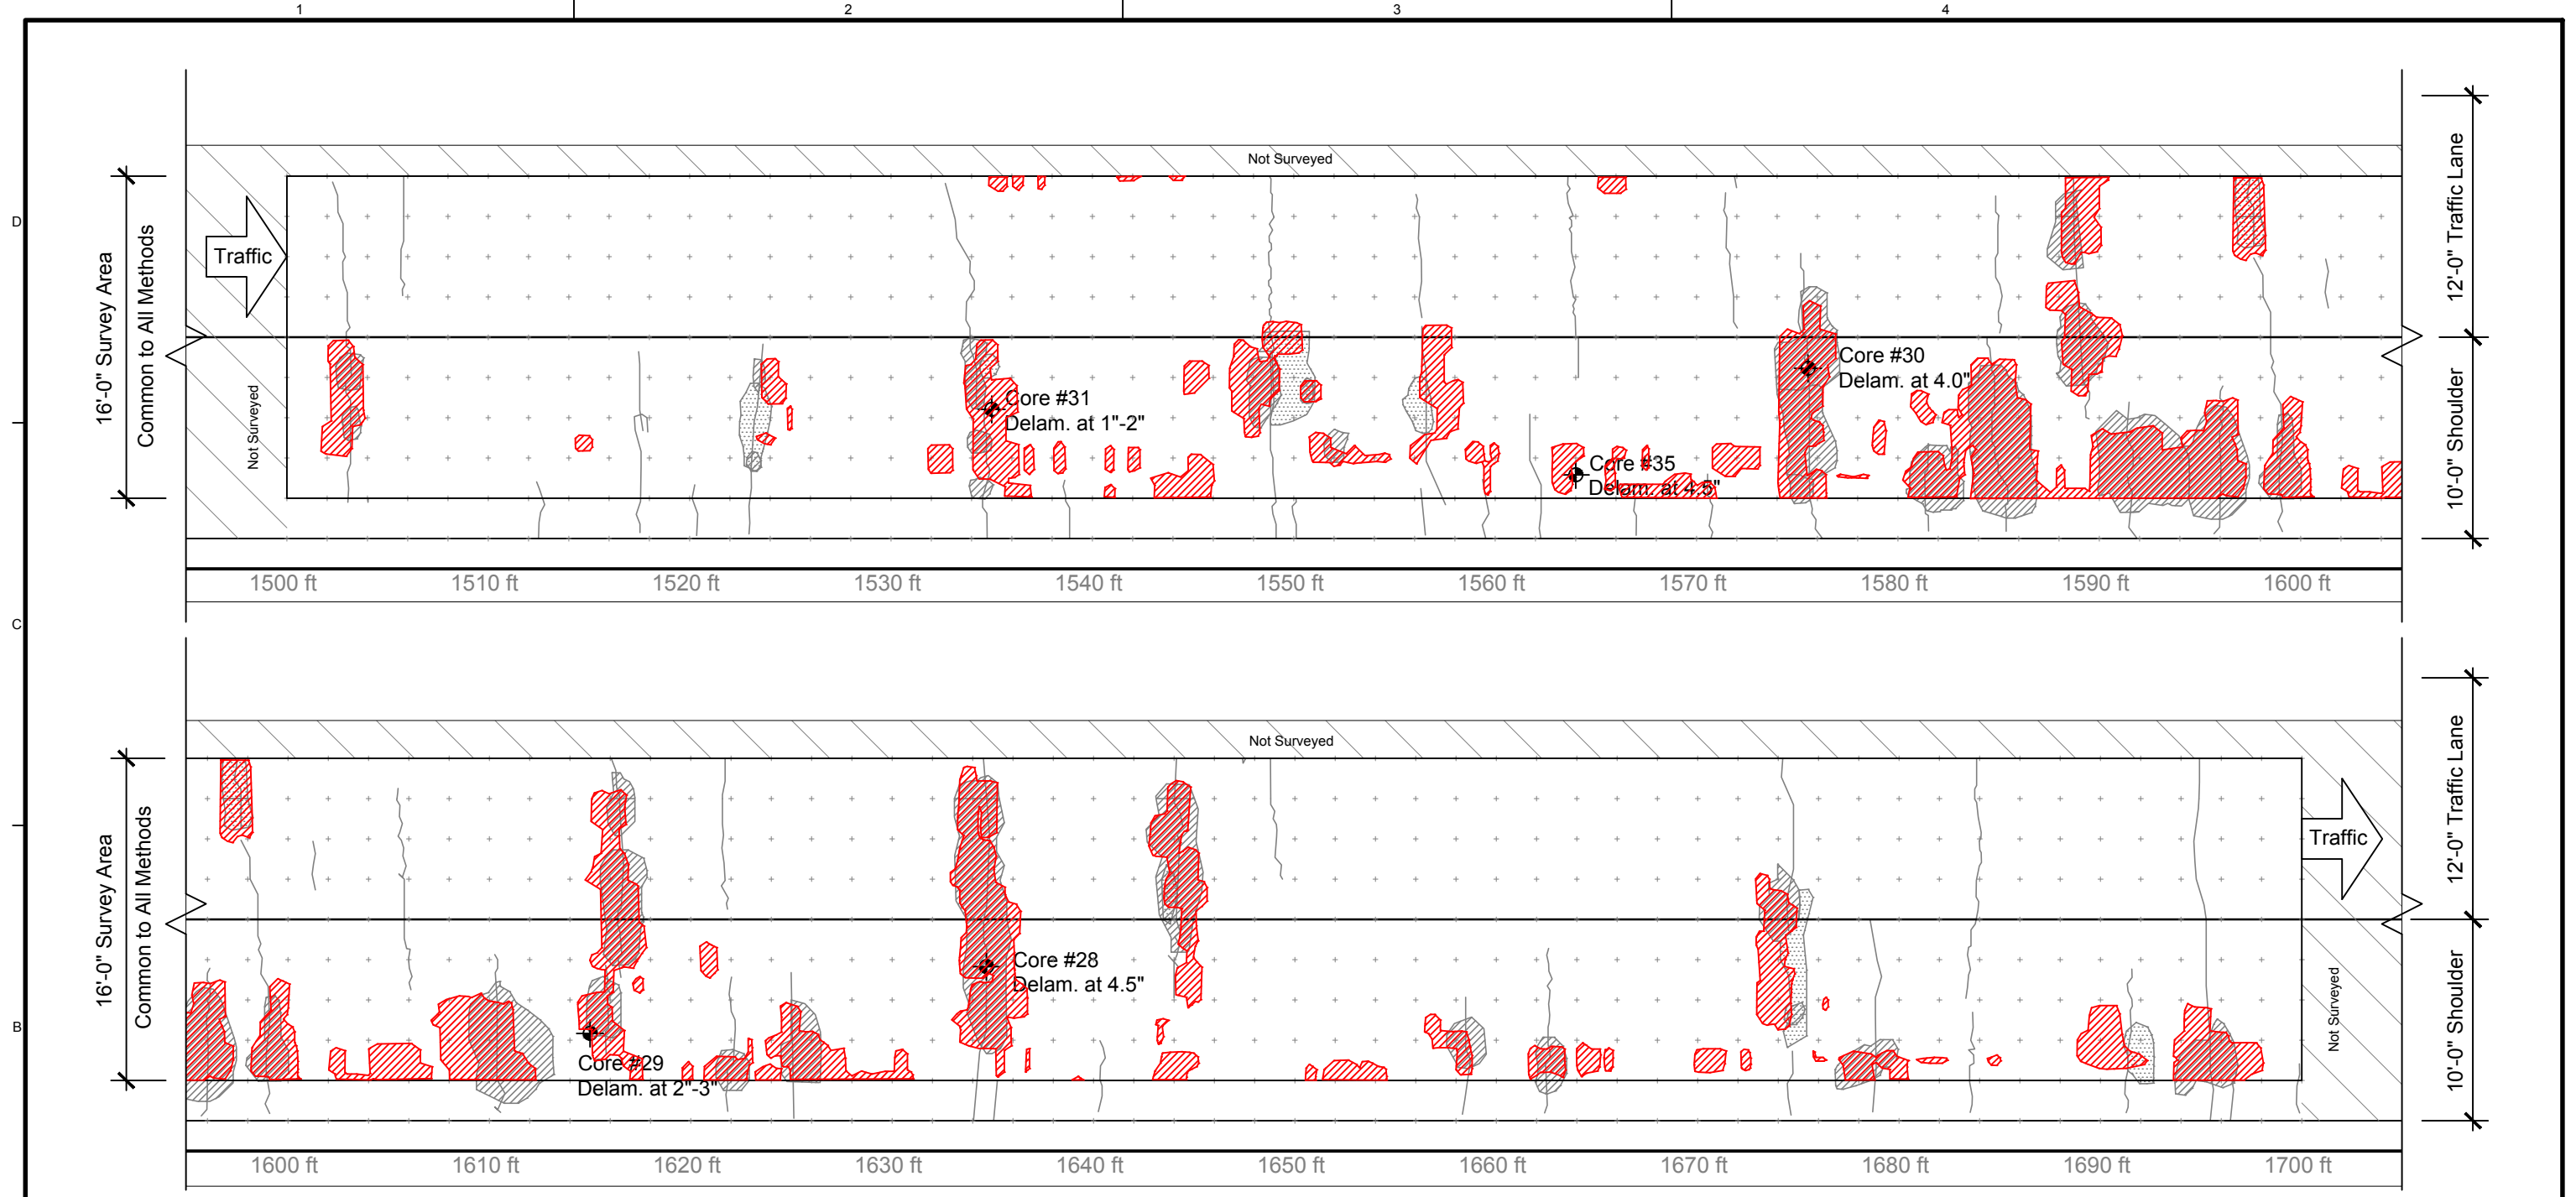 1 2 3 4
D
C
B
Not Surveyed
Traffic
16'-0" Survey Area
Common to All Methods
Not Surveyed
12'-0" Traffic Lane
10'-0" Shoulder
Core #31
Delam. at 1"-2"
Core #35
Delam. at 4.5"
Core #30
Delam. at 4.0"
1500 ft 1510 ft 1520 ft 1530 ft 1540 ft 1550 ft 1560 ft 1570 ft 1580 ft 1590 ft 1600 ft
Not Surveyed
16'-0" Survey Area
Common to All Methods
Traffic
Not Surveyed
12'-0" Traffic Lane
10'-0" Shoulder
Core #29
Delam. at 2"-3"
Core #28
Delam. at 4.5"
1600 ft 1610 ft 1620 ft 1630 ft 1640 ft 1650 ft 1660 ft 1670 ft 1680 ft 1690 ft 1700 ft